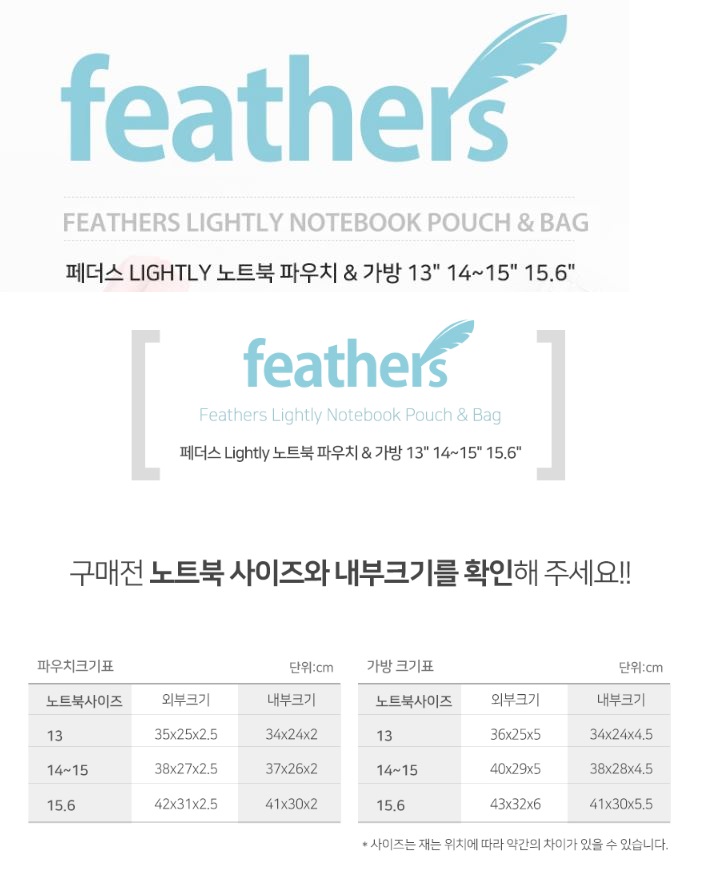 feathers
FEATHERS LIGHTLY NOTEBOOK POUCH & BAG
페더스 LIGHTLY 노트북 파우치 & 가방 13" 14~15" 15.6"
feathers
Feathers Lightly Notebook Pouch & Bag
페더스 Lightly 노트북 파우치 & 가방 13" 14~15" 15.6"
구매전 노트북 사이즈와 내부크기를 확인해 주세요!!
파우치크기표 단위:cm
노트북사이즈 외부크기 내부크기
13 35x25x2.5 34x24x2
14~15 38x27x2.5 37x26x2
15.6 42x31x2.5 41x30x2
가방 크기표 단위:cm
노트북사이즈 외부크기 내부크기
13 36x25x5 34x24x4.5
14~15 40x29x5 38x28x4.5
15.6 43x32x6 41x30x5.5
* 사이즈는 재는 위치에 따라 약간의 차이가 있을 수 있습니다.